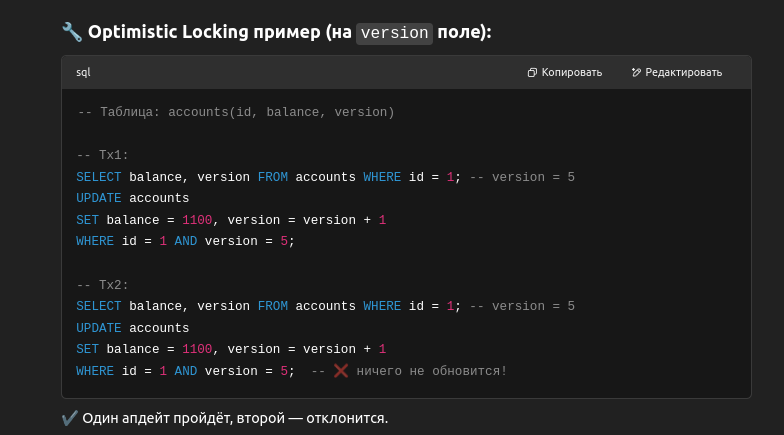 🔧 Optimistic Locking пример (на version поле):
sql Копировать Редактировать
-- Таблица: accounts(id, balance, version)
-- Tx1:
SELECT balance, version FROM accounts WHERE id = 1; -- version = 5
UPDATE accounts
SET balance = 1100, version = version + 1
WHERE id = 1 AND version = 5;
-- Tx2:
SELECT balance, version FROM accounts WHERE id = 1; -- version = 5
UPDATE accounts
SET balance = 1100, version = version + 1
WHERE id = 1 AND version = 5;  -- ❌ ничего не обновится!
✔️ Один апдейт пройдёт, второй — отклонится.